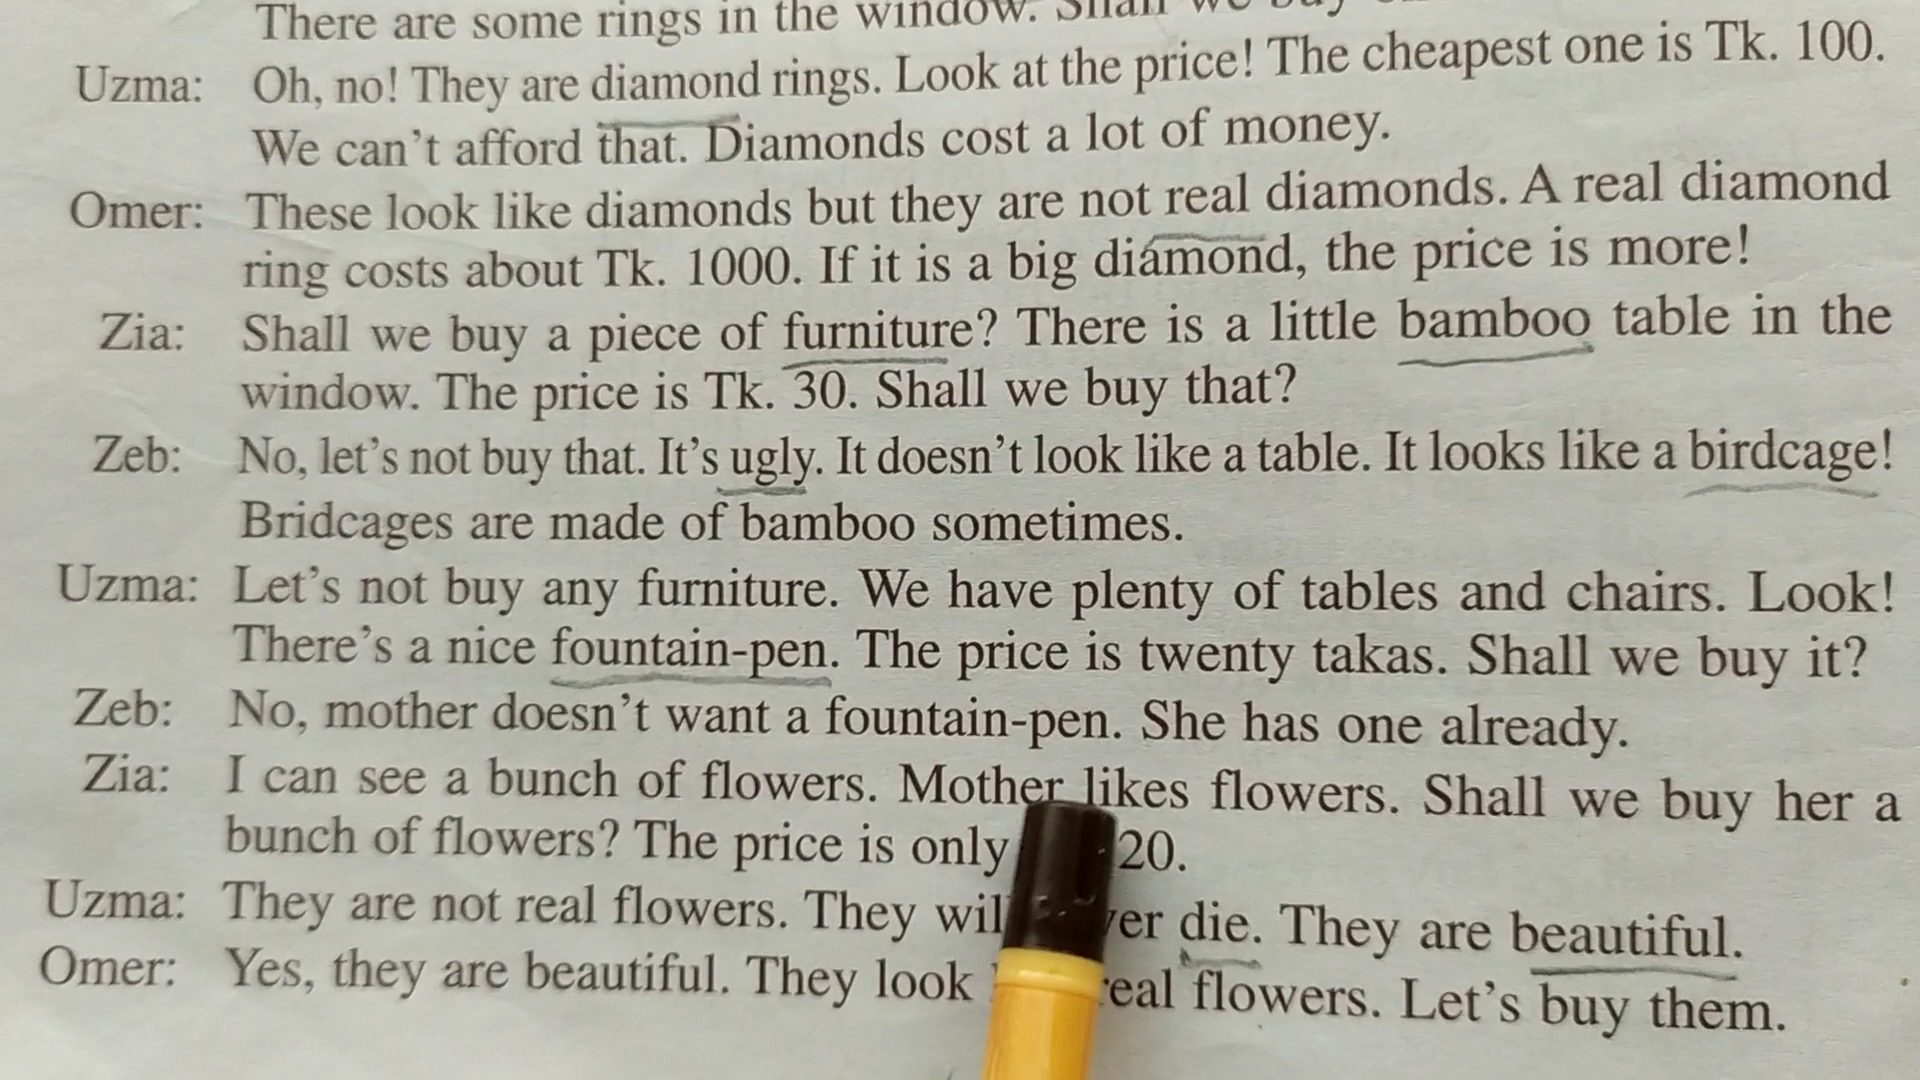 There are some rings in the window. Shall we buy
Uzma: Oh, no! They are diamond rings. Look at the price! The cheapest one is Tk. 100.
We can't afford that. Diamonds cost a lot of money.
Omer: These look like diamonds but they are not real diamonds. A real diamond
ring costs about Tk. 1000. If it is a big diamond, the price is more!
Zia: Shall we buy a piece of furniture? There is a little bamboo table in the
window. The price is Tk. 30. Shall we buy that?
Zeb: No, let's not buy that. It's ugly. It doesn't look like a table. It looks like a birdcage!
Bridcages are made of bamboo sometimes.
Uzma: Let's not buy any furniture. We have plenty of tables and chairs. Look!
There's a nice fountain-pen. The price is twenty takas. Shall we buy it?
Zeb: No, mother doesn't want a fountain-pen. She has one already.
Zia: I can see a bunch of flowers. Mother likes flowers. Shall we buy her a
bunch of flowers? The price is only 20.
Uzma: They are not real flowers. They die. They are beautiful.
Omer: Yes, they are beautiful. They look flowers. Let's buy them.